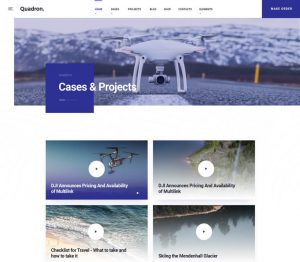 Quadron.
HOME PAGES PROJECTS BLOG SHOP CONTACTS ELEMENTS
MAKE ORDER
Cases & Projects
DJI Announces Pricing And Availability
of Multilink
DJI Announces Pricing And Availability
of Multilink
Checklist for Travel - What to take and
how to take it
Skiing the Mendenhall Glacier